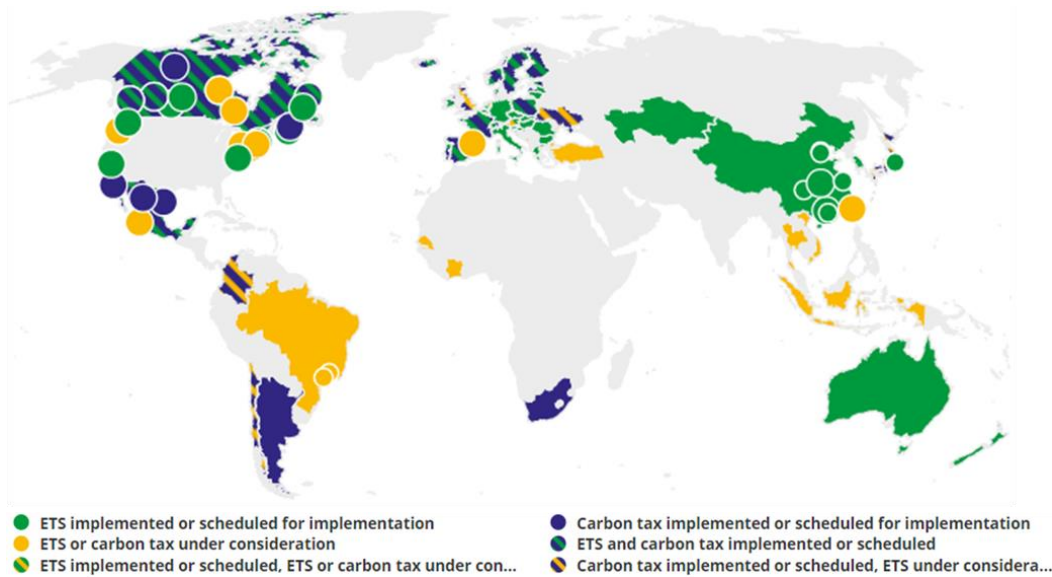 ETS implemented or scheduled for implementation
Carbon tax implemented or scheduled for implementation
ETS or carbon tax under consideration
ETS and carbon tax implemented or scheduled
ETS implemented or scheduled, ETS or carbon tax under con...
Carbon tax implemented or scheduled, ETS under considera...